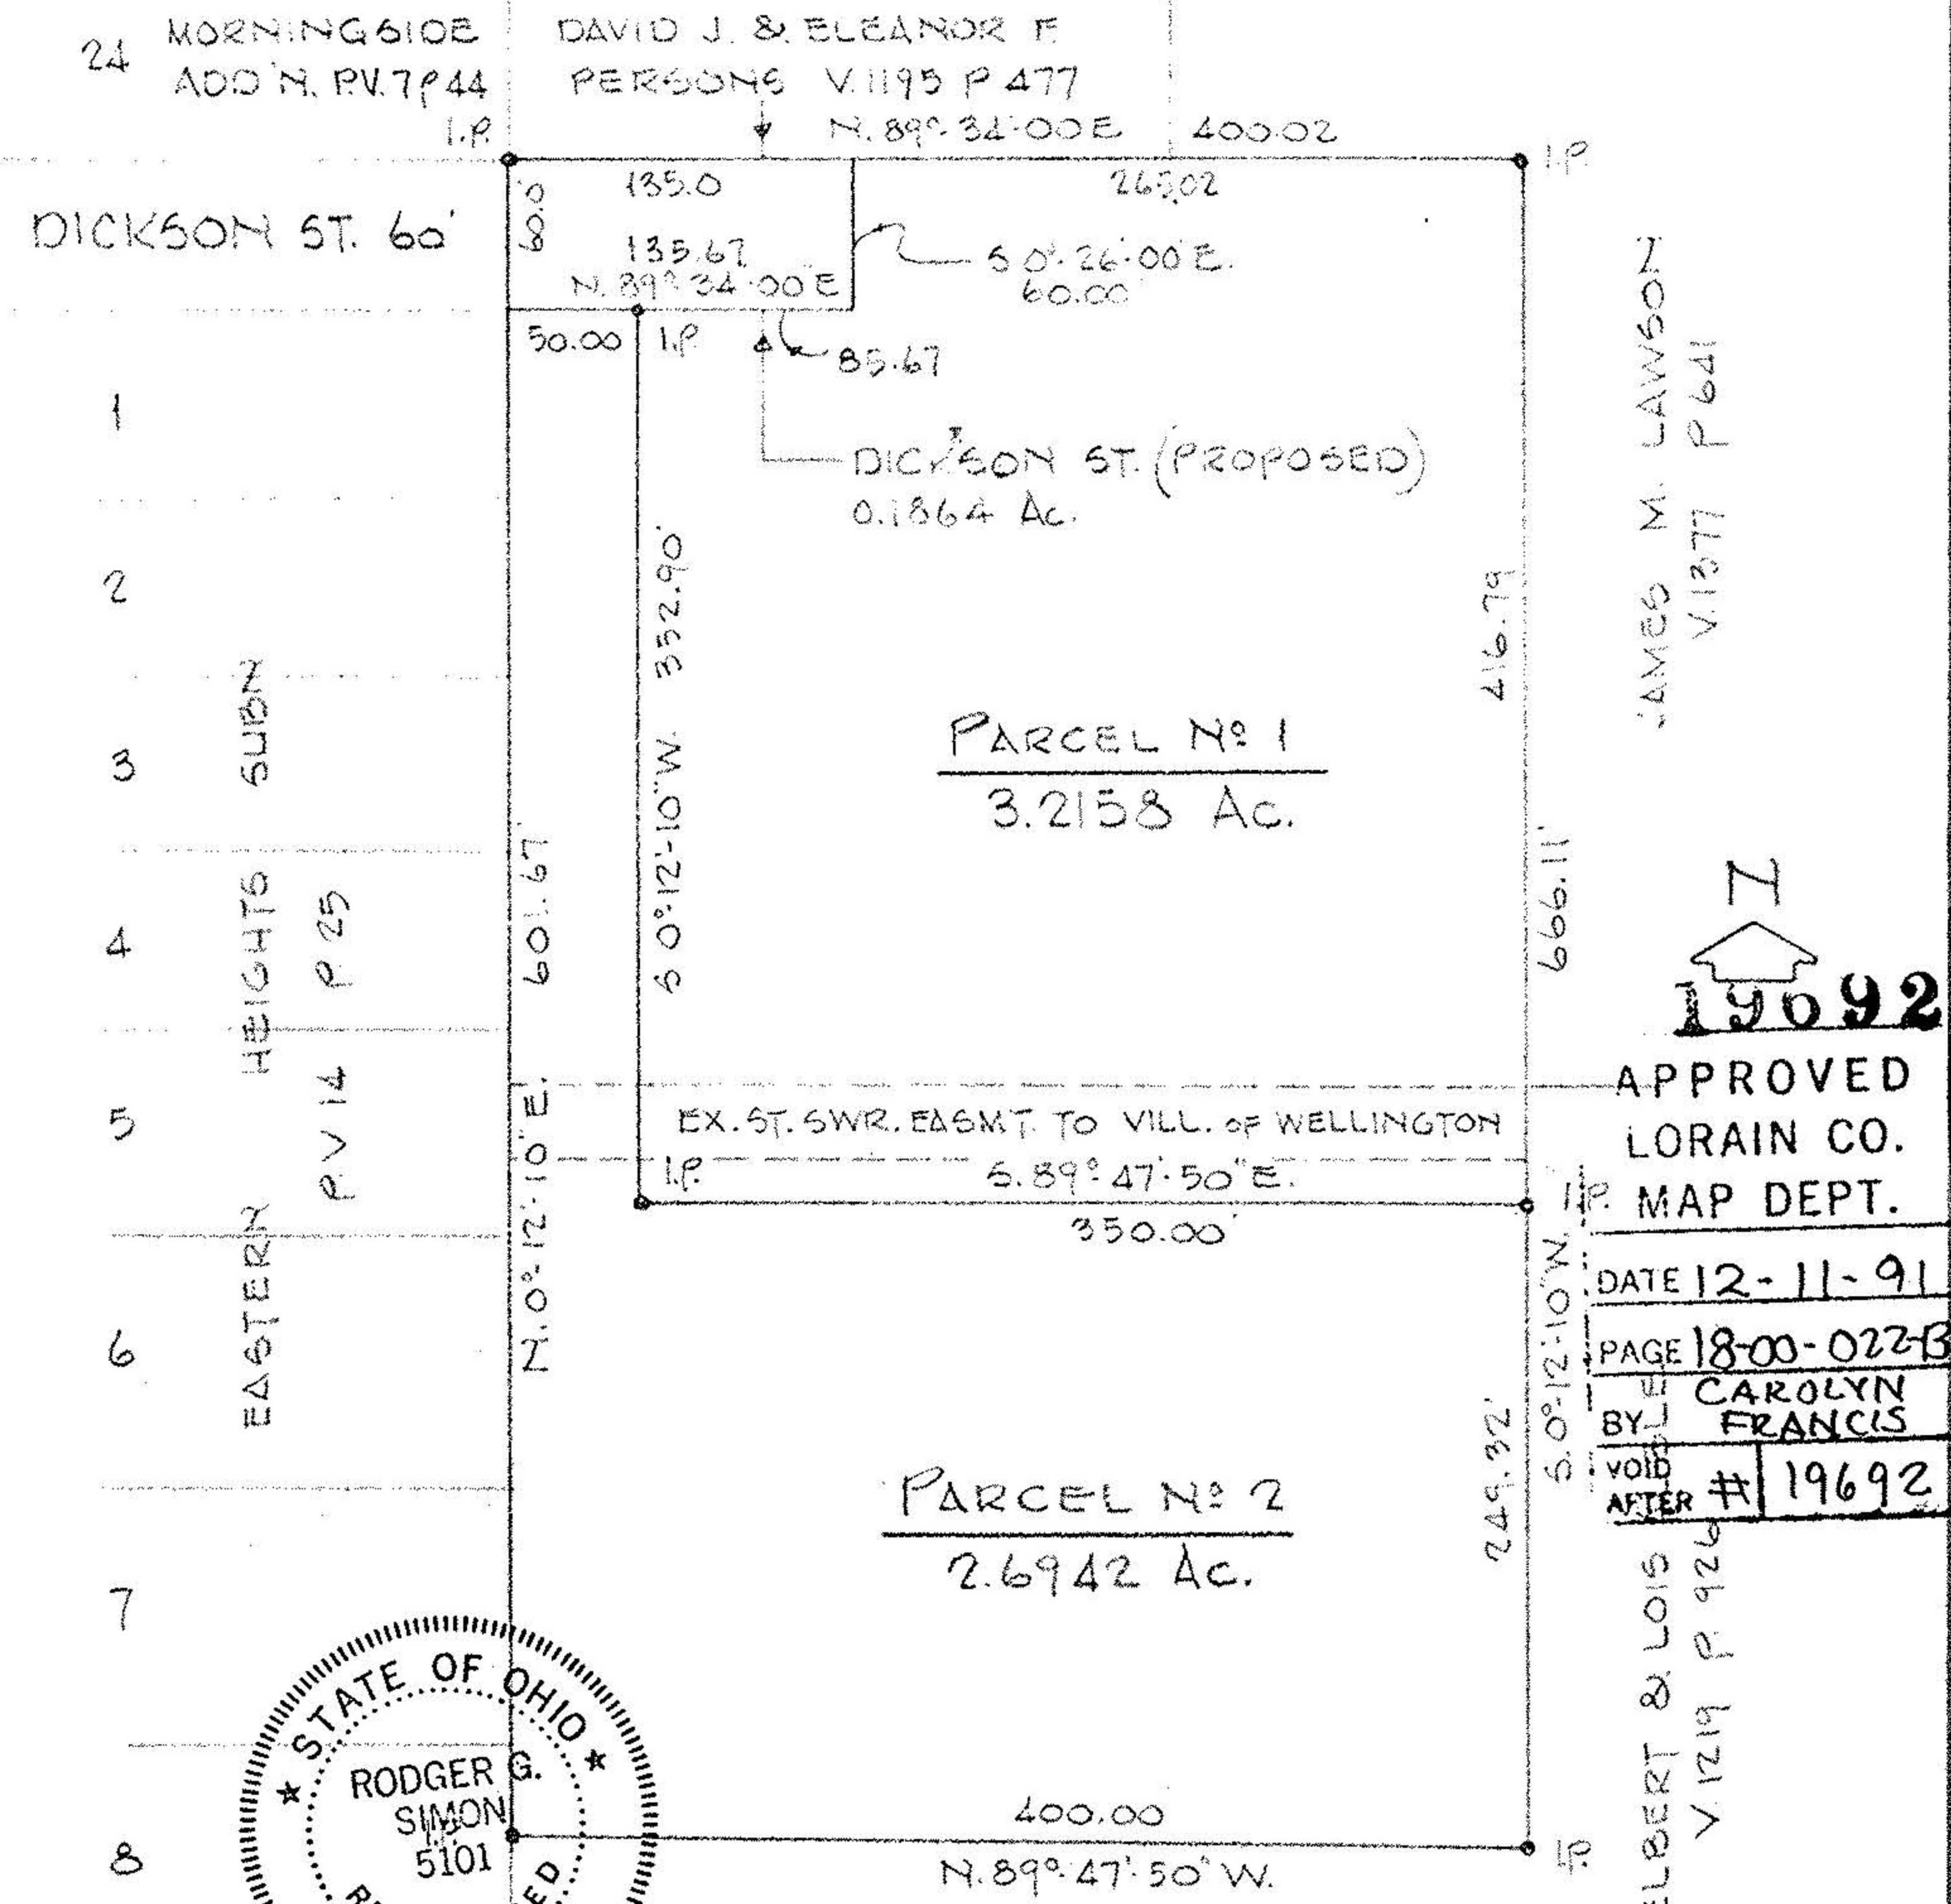 24 MORNINGSIDE
ADD'N. P.V. 7 P 44
DAVID J. & ELEANOR F.
PERSONS V. 1195 P 477
I.P.
N. 89°-34'-00 E 400.02
I.P.
DICKSON ST. 60'
60.0
135.0
265.02
135.67
N. 89° 34'-00" E
S 0°-26'-00" E.
60.00
50.00
I.P.
85.67
DICKSON ST. (PROPOSED)
0.1864 Ac.
1
2
3
4
5
6
7
8
EASTERN HEIGHTS SUBN
P.V 14 P 25
N. 0°-12'-10" E. 601.67'
S 0°-12'-10" W. 352.90'
416.79
666.11'
JAMES M. LAWSON
V. 1377 P 641
PARCEL Nº 1
3.2158 Ac.
EX. ST. SWR. EASM'T. TO VILL. OF WELLINGTON
I.P.
S. 89°-47'-50" E.
350.00'
I.P.
N
19692
APPROVED
LORAIN CO.
MAP DEPT.
DATE 12-11-91
PAGE 18-00-022-B
BY CAROLYN FRANCIS
VOID AFTER # 19692
S. 0°-12'-10" W.
249.32'
PARCEL Nº 2
2.6942 Ac.
& LOIS
V. 1219 P. 926
STATE OF OHIO
RODGER G.
SIMON
5101
I.P.
400.00
N. 89°-47'-50" W.
I.P.